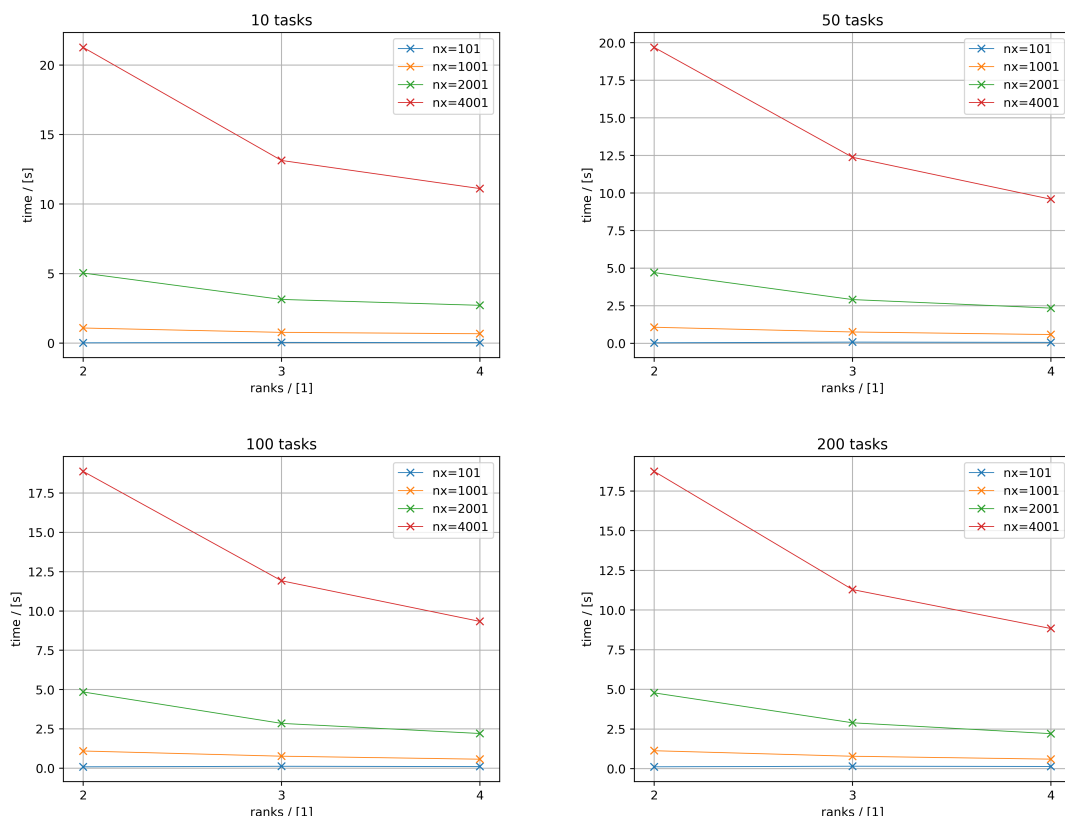 10 tasks
time / [s]
20
15
10
5
0
2
3
4
ranks / [1]
nx=101
nx=1001
nx=2001
nx=4001
50 tasks
time / [s]
20.0
17.5
15.0
12.5
10.0
7.5
5.0
2.5
0.0
2
3
4
ranks / [1]
nx=101
nx=1001
nx=2001
nx=4001
100 tasks
time / [s]
17.5
15.0
12.5
10.0
7.5
5.0
2.5
0.0
2
3
4
ranks / [1]
nx=101
nx=1001
nx=2001
nx=4001
200 tasks
time / [s]
17.5
15.0
12.5
10.0
7.5
5.0
2.5
0.0
2
3
4
ranks / [1]
nx=101
nx=1001
nx=2001
nx=4001